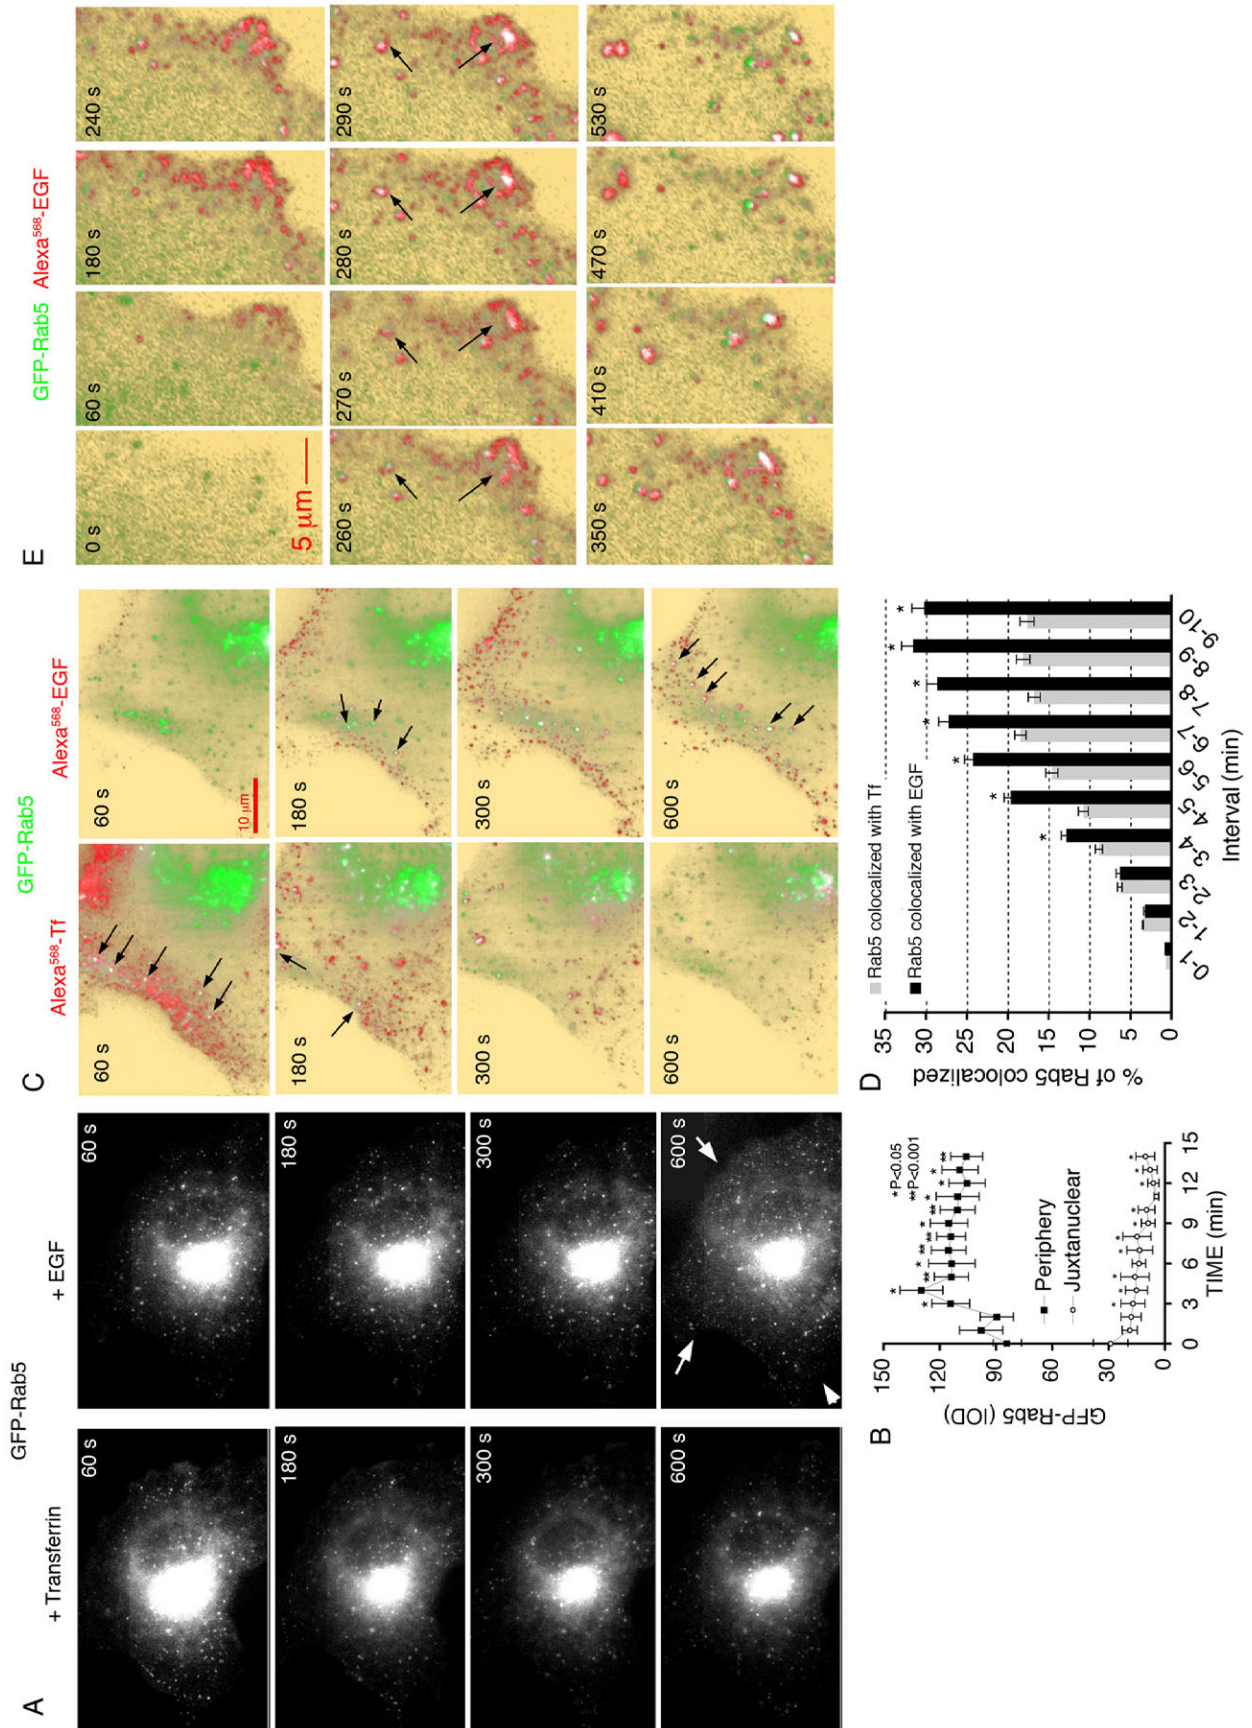 A
GFP-Rab5
+ Transferrin
+ EGF
60 s
60 s
180 s
180 s
300 s
300 s
600 s
600 s
B
GFP-Rab5 (IOD)
150
120
90
60
30
0
*P<0.05
**P<0.001
Periphery
Juxtanuclear
0 3 6 9 12 15
TIME (min)
C
GFP-Rab5
Alexa⁵⁶⁸-Tf
Alexa⁵⁶⁸-EGF
60 s
60 s
10 µm
180 s
180 s
300 s
300 s
600 s
600 s
D
% of Rab5 colocalized
35
30
25
20
15
10
5
0
Rab5 colocalized with Tf
Rab5 colocalized with EGF
0-1 1-2 2-3 3-4 4-5 5-6 6-7 7-8 8-9 9-10
Interval (min)
E
GFP-Rab5 Alexa⁵⁶⁸-EGF
0 s
60 s
180 s
240 s
5 µm
260 s
270 s
280 s
290 s
350 s
410 s
470 s
530 s